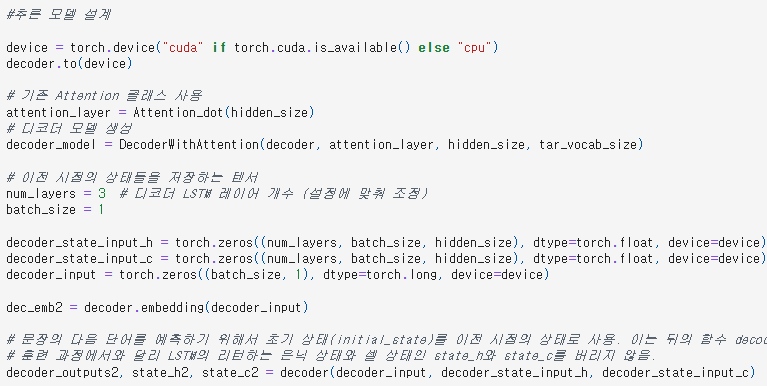 #추론 모델 설계
device = torch.device("cuda" if torch.cuda.is_available() else "cpu")
decoder.to(device)
# 기존 Attention 클래스 사용
attention_layer = Attention_dot(hidden_size)
# 디코더 모델 생성
decoder_model = DecoderWithAttention(decoder, attention_layer, hidden_size, tar_vocab_size)
# 이전 시점의 상태들을 저장하는 텐서
num_layers = 3  # 디코더 LSTM 레이어 개수 (설정에 맞춰 조정)
batch_size = 1
decoder_state_input_h = torch.zeros((num_layers, batch_size, hidden_size), dtype=torch.float, device=device)
decoder_state_input_c = torch.zeros((num_layers, batch_size, hidden_size), dtype=torch.float, device=device)
decoder_input = torch.zeros((batch_size, 1), dtype=torch.long, device=device)
dec_emb2 = decoder.embedding(decoder_input)
# 문장의 다음 단어를 예측하기 위해서 초기 상태(initial_state)를 이전 시점의 상태로 사용. 이는 뒤의 함수 decod
# 훈련 과정에서와 달리 LSTM의 리턴하는 은닉 상태와 셀 상태인 state_h와 state_c를 버리지 않음.
decoder_outputs2, state_h2, state_c2 = decoder(decoder_input, decoder_state_input_h, decoder_state_input_c)